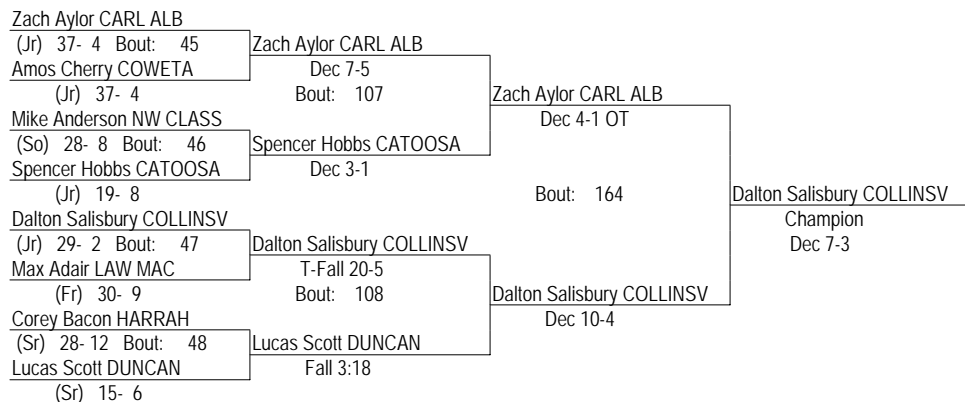 Zach Aylor CARL ALB
(Jr) 37- 4 Bout: 45
Zach Aylor CARL ALB
Amos Cherry COWETA
Dec 7-5
(Jr) 37- 4
Bout: 107
Zach Aylor CARL ALB
Mike Anderson NW CLASS
Dec 4-1 OT
(So) 28- 8 Bout: 46
Spencer Hobbs CATOOSA
Spencer Hobbs CATOOSA
Dec 3-1
(Jr) 19- 8
Bout: 164
Dalton Salisbury COLLINSV
Dalton Salisbury COLLINSV
Champion
(Jr) 29- 2 Bout: 47
Dalton Salisbury COLLINSV
Dec 7-3
Max Adair LAW MAC
T-Fall 20-5
(Fr) 30- 9
Bout: 108
Dalton Salisbury COLLINSV
Corey Bacon HARRAH
Dec 10-4
(Sr) 28- 12 Bout: 48
Lucas Scott DUNCAN
Lucas Scott DUNCAN
Fall 3:18
(Sr) 15- 6